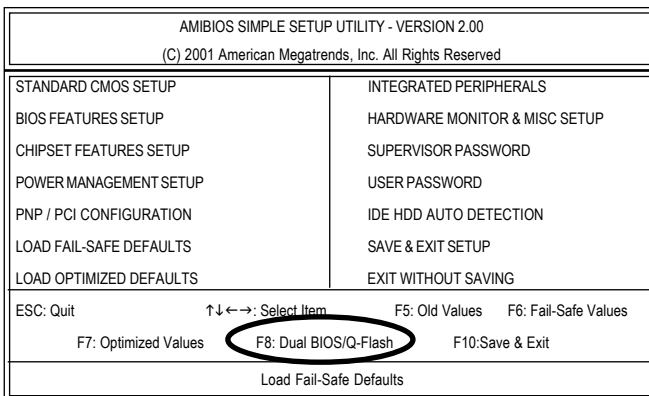 AMIBIOS SIMPLE SETUP UTILITY - VERSION 2.00
(C) 2001 American Megatrends, Inc. All Rights Reserved
STANDARD CMOS SETUP INTEGRATED PERIPHERALS
BIOS FEATURES SETUP HARDWARE MONITOR & MISC SETUP
CHIPSET FEATURES SETUP SUPERVISOR PASSWORD
POWER MANAGEMENT SETUP USER PASSWORD
PNP / PCI CONFIGURATION IDE HDD AUTO DETECTION
LOAD FAIL-SAFE DEFAULTS SAVE & EXIT SETUP
LOAD OPTIMIZED DEFAULTS EXIT WITHOUT SAVING
ESC: Quit ↑↓←→: Select Item F5: Old Values F6: Fail-Safe Values
F7: Optimized Values F8: Dual BIOS/Q-Flash F10:Save & Exit
Load Fail-Safe Defaults